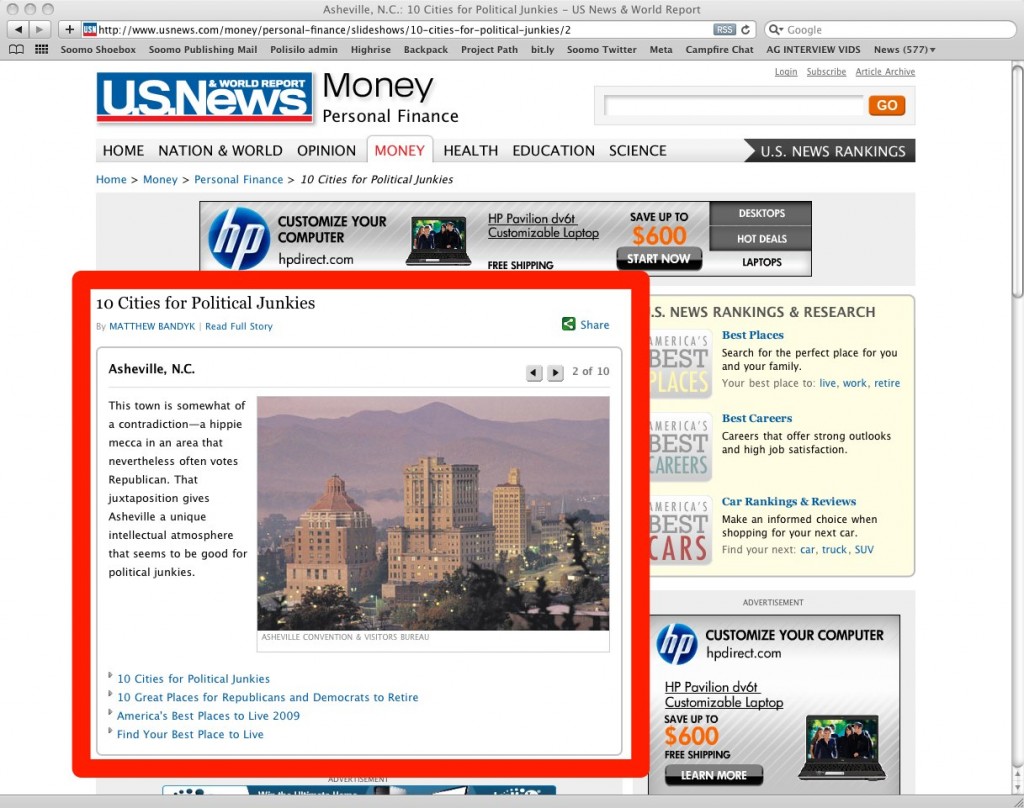 Asheville, N.C.: 10 Cities for Political Junkies – US News & World Report
http://www.usnews.com/money/personal-finance/slideshows/10-cities-for-political-junkies/2
RSS
Google
Soomo Shoebox Soomo Publishing Mail Polisilo admin Highrise Backpack Project Path bit.ly Soomo Twitter Meta Campfire Chat AG INTERVIEW VIDS News (577)▾
Login Subscribe Article Archive
U.S.News & WORLD REPORT
Money
Personal Finance
GO
HOME NATION & WORLD OPINION MONEY HEALTH EDUCATION SCIENCE U.S. NEWS RANKINGS
Home > Money > Personal Finance > 10 Cities for Political Junkies
hp
CUSTOMIZE YOUR
COMPUTER
hpdirect.com
HP Pavilion dv6t
Customizable Laptop
FREE SHIPPING
SAVE UP TO
$600
START NOW
DESKTOPS
HOT DEALS
LAPTOPS
10 Cities for Political Junkies
By MATTHEW BANDYK | Read Full Story
Share
Asheville, N.C.
2 of 10
This town is somewhat of
a contradiction—a hippie
mecca in an area that
nevertheless often votes
Republican. That
juxtaposition gives
Asheville a unique
intellectual atmosphere
that seems to be good for
political junkies.
ASHEVILLE CONVENTION & VISITORS BUREAU
10 Cities for Political Junkies
10 Great Places for Republicans and Democrats to Retire
America's Best Places to Live 2009
Find Your Best Place to Live
ADVERTISEMENT
Win the Ultimate Home
.S. NEWS RANKINGS & RESEARCH
AMERICA'S
BEST
PLACES
Best Places
Search for the perfect place for you
and your family.
Your best place to: live, work, retire
AMERICA'S
BEST
CAREERS
Best Careers
Careers that offer strong outlooks
and high job satisfaction.
AMERICA'S
BEST
CARS
Car Rankings & Reviews
Make an informed choice when
shopping for your next car.
Find your next: car, truck, SUV
ADVERTISEMENT
hp
CUSTOMIZE YOUR COMPUTER
hpdirect.com
HP Pavilion dv6t
Customizable Laptop
SAVE UP TO
$600
FREE SHIPPING
LEARN MORE